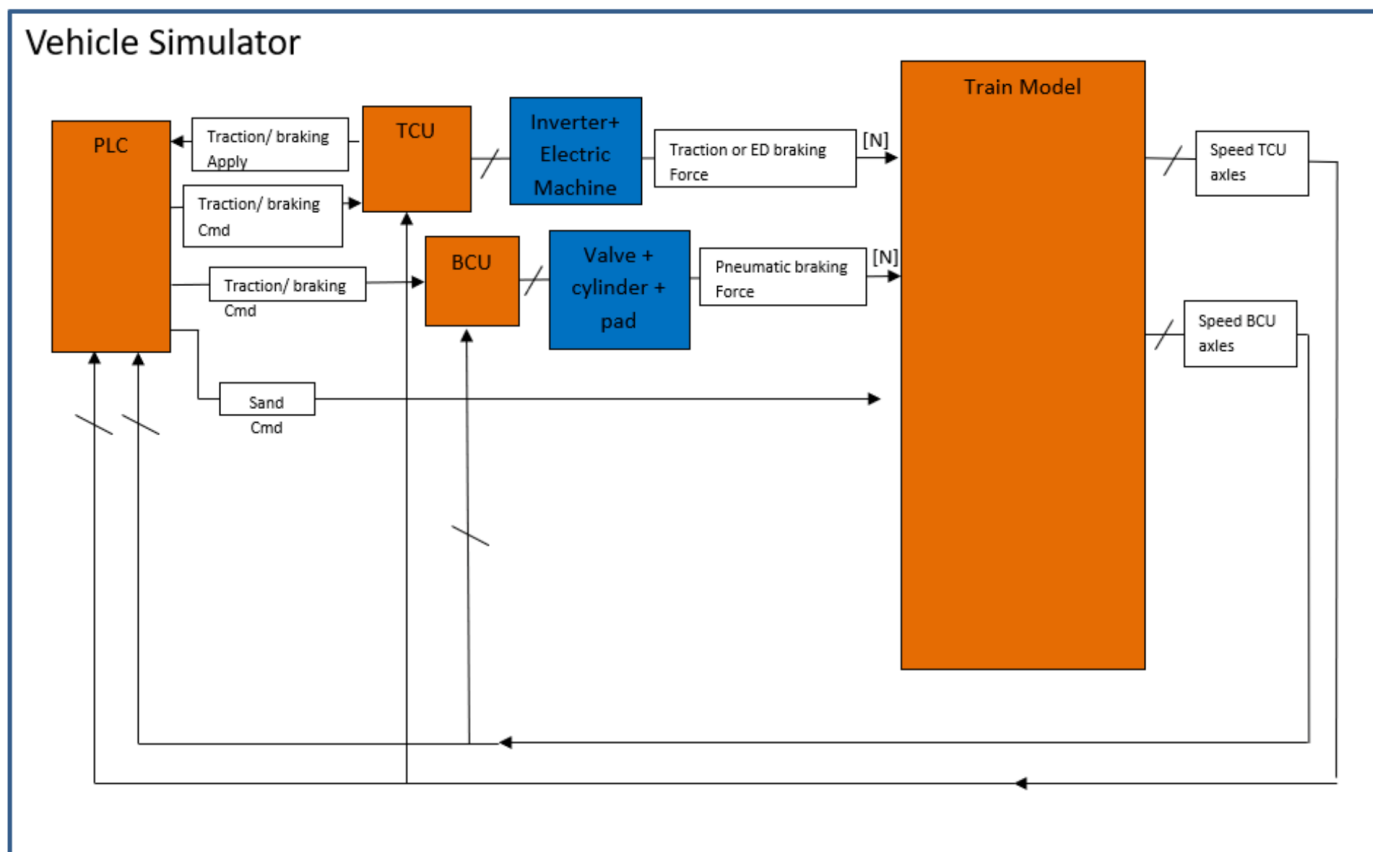 Vehicle Simulator
PLC
Traction/ braking
Apply
TCU
Inverter+
Electric
Machine
Traction or ED braking
Force
[N]
Train Model
Speed TCU
axles
Traction/ braking
Cmd
Traction/ braking
Cmd
BCU
Valve +
cylinder +
pad
Pneumatic braking
Force
[N]
Speed BCU
axles
Sand
Cmd